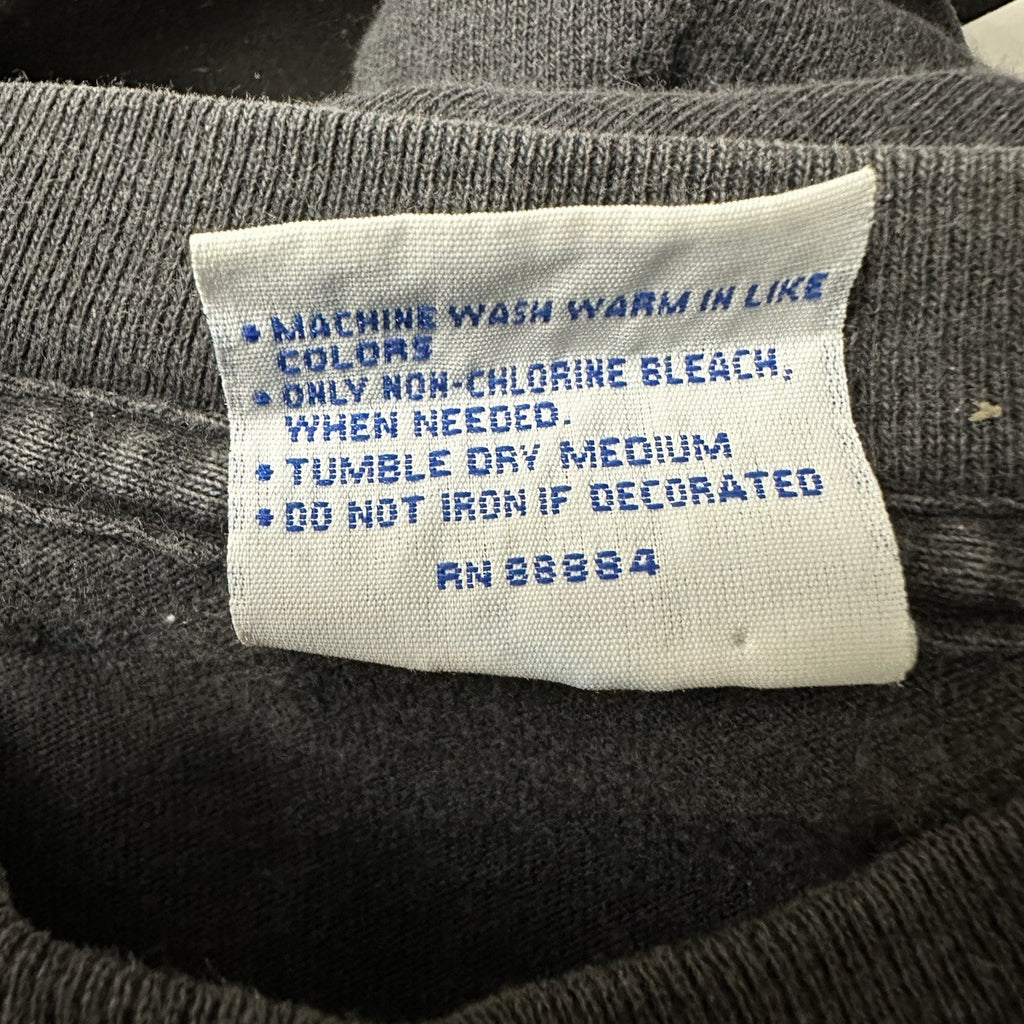 • MACHINE WASH WARM IN LIKE
COLORS
• ONLY NON-CHLORINE BLEACH,
WHEN NEEDED.
• TUMBLE DRY MEDIUM
• DO NOT IRON IF DECORATED
RN 88884